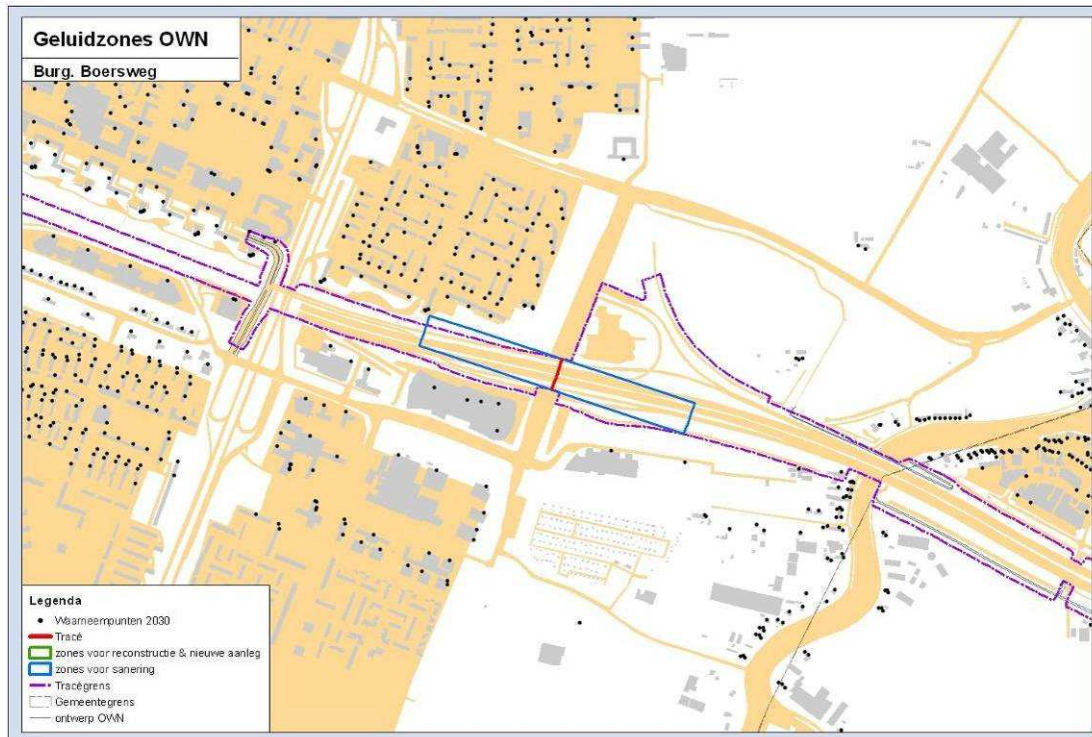 Geluidzones OWN
Burg. Boersweg
Legenda
Waarneempunten 2030
Tracé
zones voor reconstructie & nieuwe aanleg
zones voor sanering
Tracégrens
Gemeentegrens
ontwerp OWN